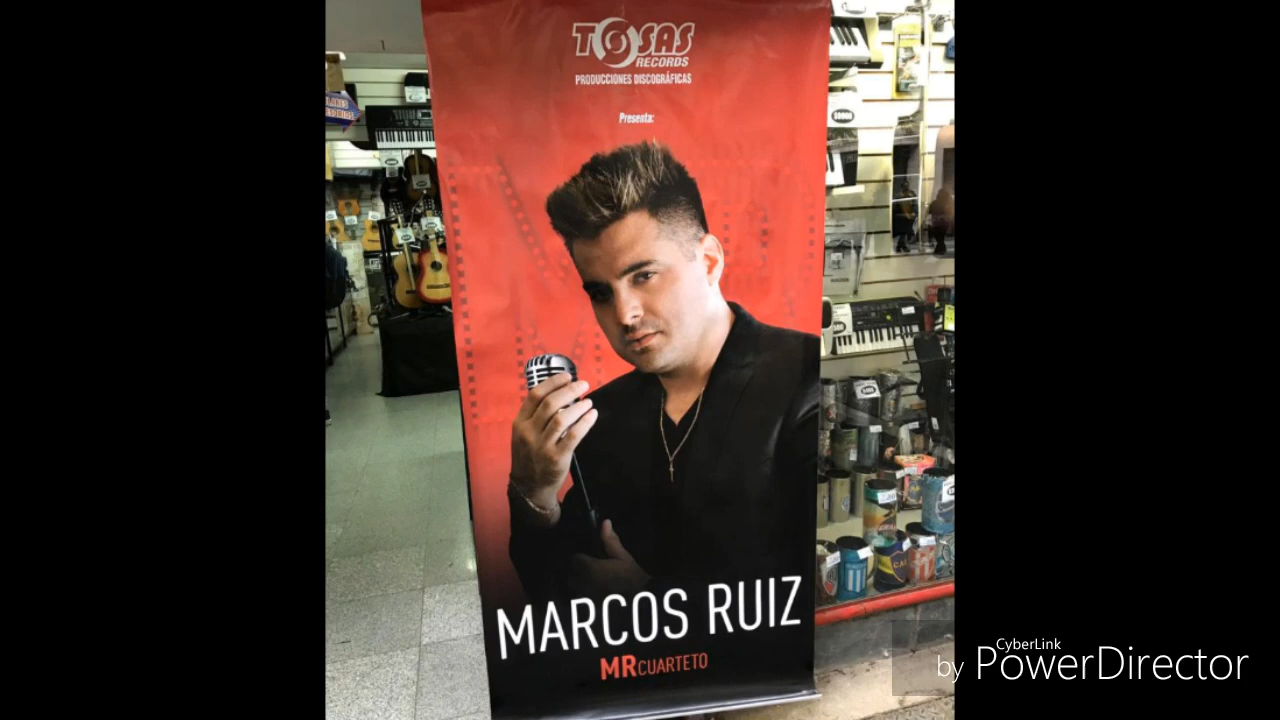 TOSAS
RECORDS
PRODUCCIONES DISCOGRÁFICAS
Presenta:
MARCOS RUIZ
MRCUARTETO
CyberLink
by PowerDirector